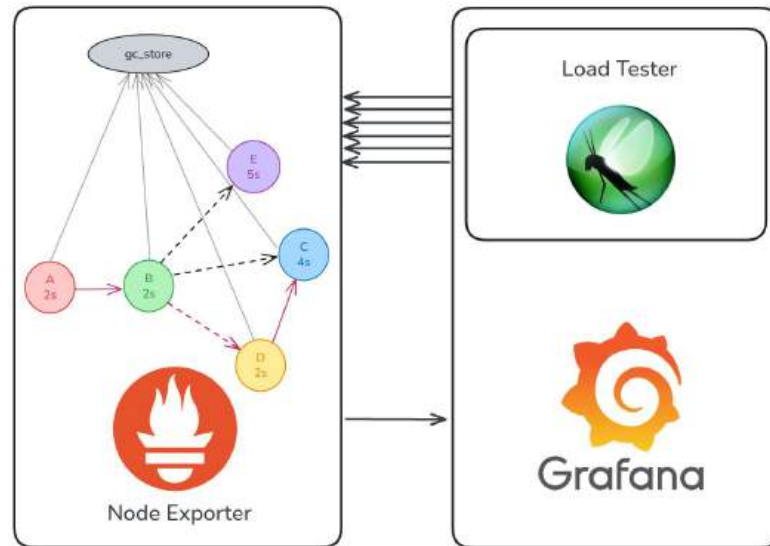 gc_store
Load Tester
E
5s
C
4s
A
2s
B
2s
D
2s
Grafana
Node Exporter